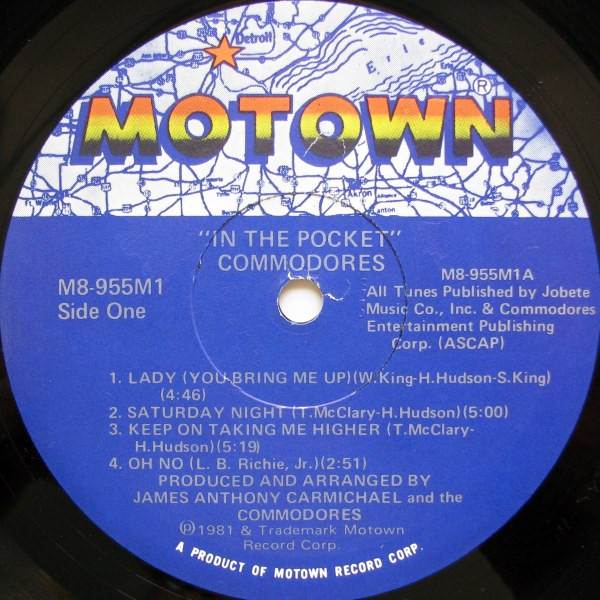 Detroit
Erie
MOTOWN®
Akron
Canton
"IN THE POCKET"
COMMODORES
M8-955M1
Side One
M8-955M1A
All Tunes Published by Jobete
Music Co., Inc. & Commodores
Entertainment Publishing
Corp. (ASCAP)
1. LADY (YOU BRING ME UP)(W.King-H.Hudson-S.King)
(4:46)
2. SATURDAY NIGHT (T.McClary-H.Hudson)(5:00)
3. KEEP ON TAKING ME HIGHER (T.McClary-
H.Hudson)(5:19)
4. OH NO (L. B. Richie, Jr.)(2:51)
PRODUCED AND ARRANGED BY
JAMES ANTHONY CARMICHAEL and the
COMMODORES
℗1981 & Trademark Motown
Record Corp.
A PRODUCT OF MOTOWN RECORD CORP.